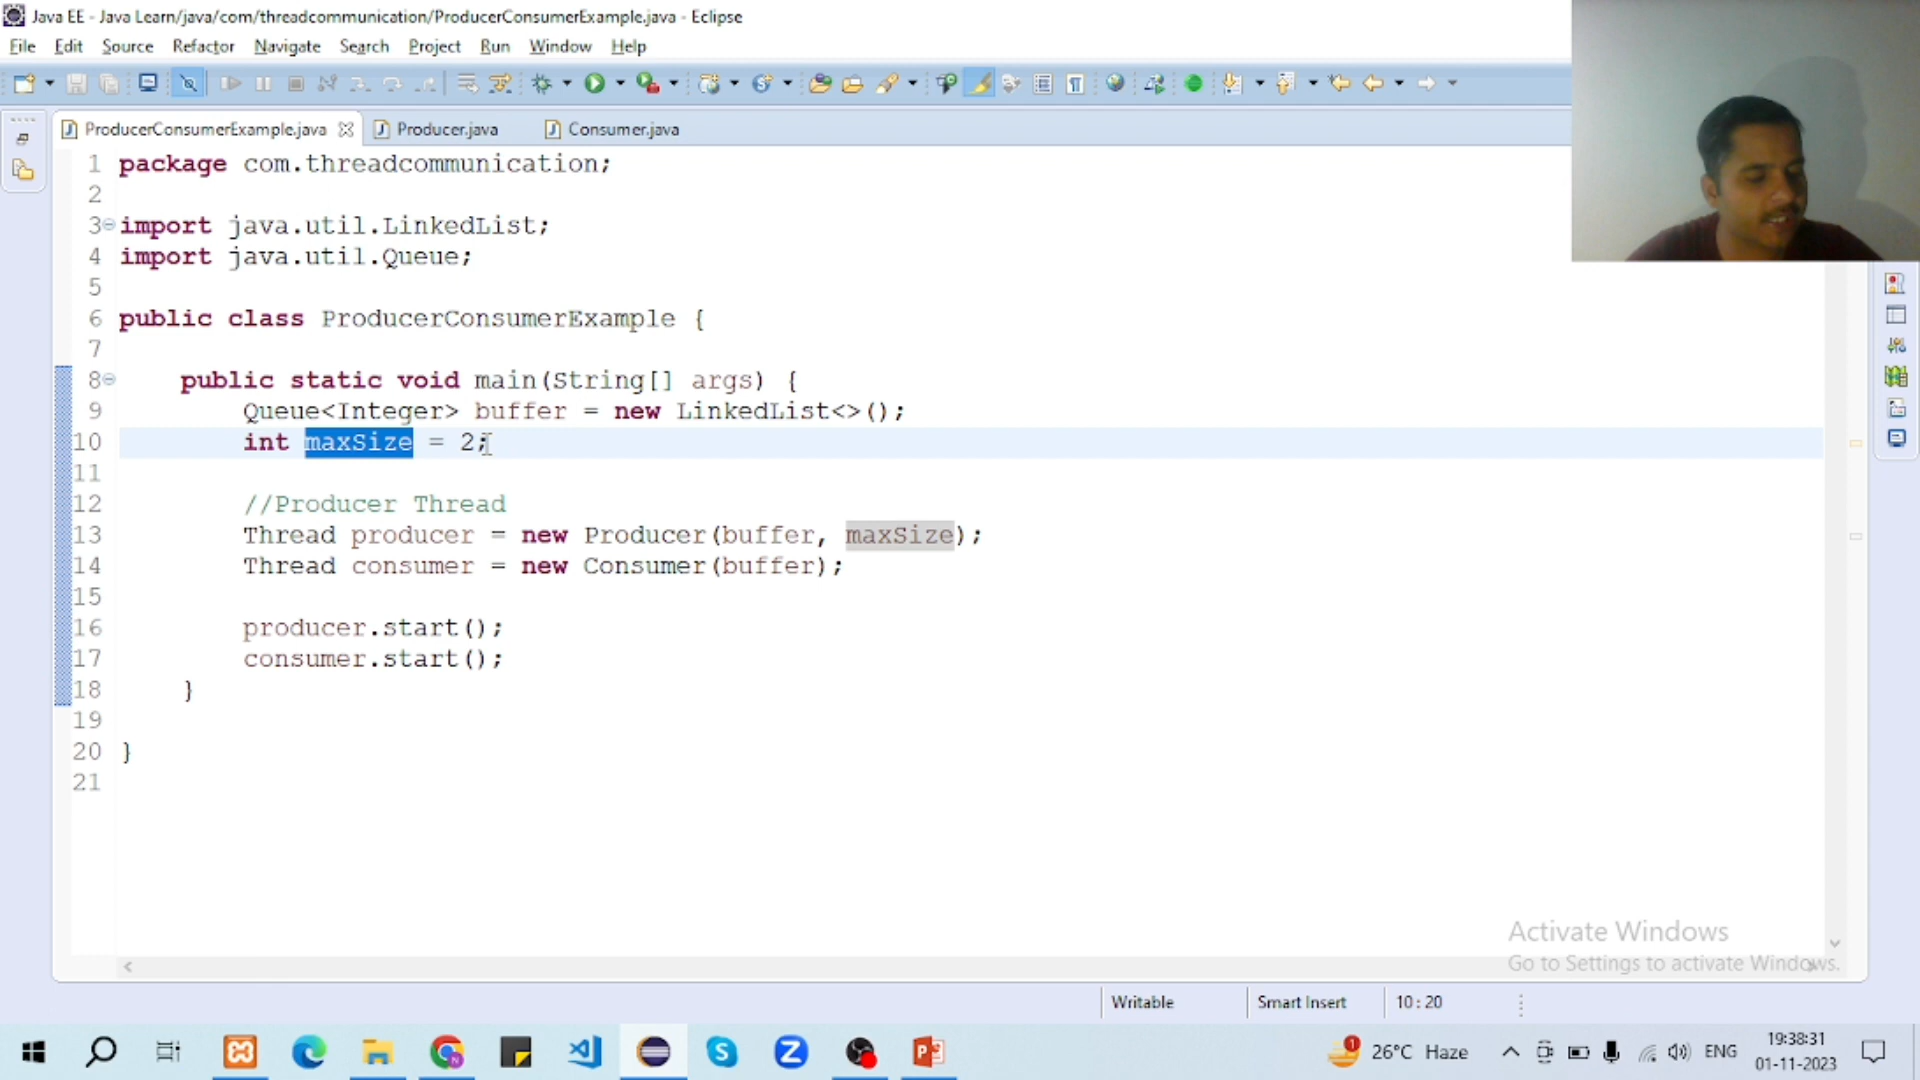 Java EE - Java Learn/java/com/threadcommunication/ProducerConsumerExample.java - Eclipse
File Edit Source Refactor Navigate Search Project Run Window Help
ProducerConsumerExample.java Producer.java Consumer.java
1 package com.threadcommunication;
2
3 import java.util.LinkedList;
4 import java.util.Queue;
5
6 public class ProducerConsumerExample {
7
8 public static void main(String[] args) {
9 Queue<Integer> buffer = new LinkedList<>();
10 int maxSize = 2;
11
12 //Producer Thread
13 Thread producer = new Producer(buffer, maxSize);
14 Thread consumer = new Consumer(buffer);
15
16 producer.start();
17 consumer.start();
18 }
19
20 }
21
Activate Windows
Go to Settings to activate Windows.
Writable Smart Insert 10 : 20
1 26°C Haze ENG 19:38:31
01-11-2023